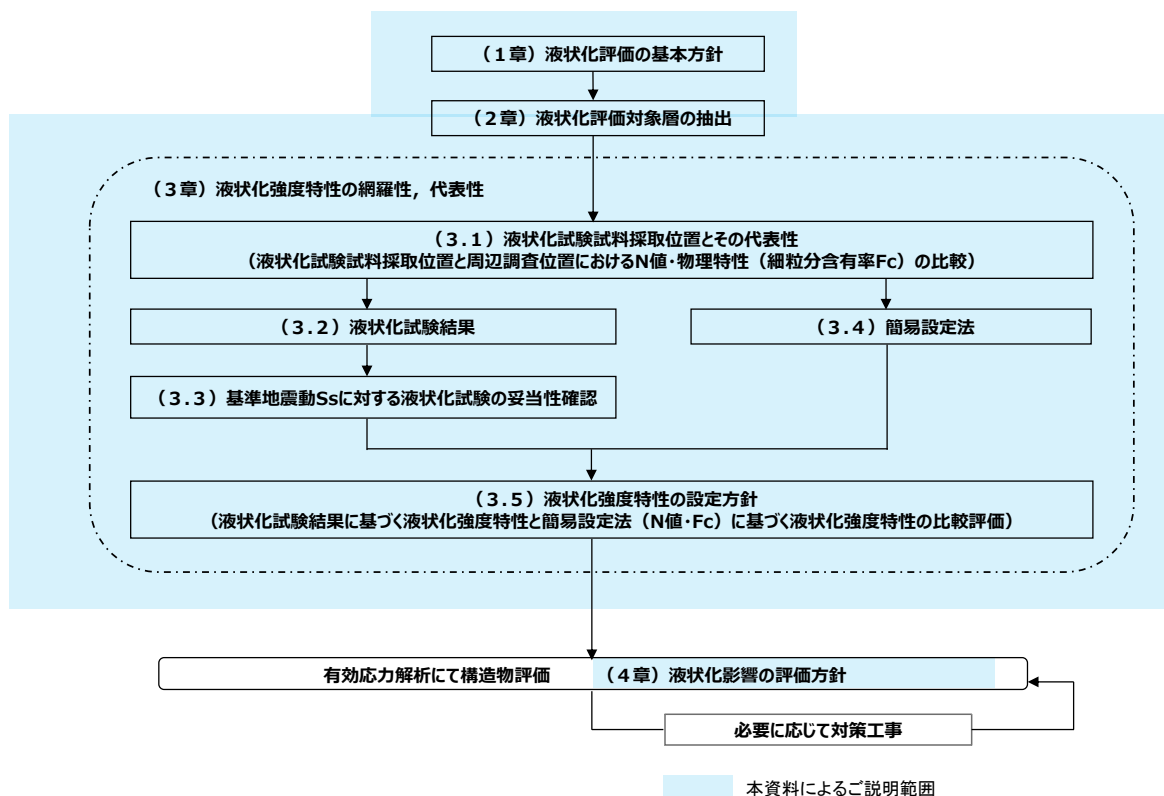 （１章）液状化評価の基本方針
（２章）液状化評価対象層の抽出
（３章）液状化強度特性の網羅性，代表性
（３.１）液状化試験試料採取位置とその代表性
（液状化試験試料採取位置と周辺調査位置におけるN値・物理特性（細粒分含有率Fc）の比較）
（３.２）液状化試験結果
（３.４）簡易設定法
（３.３）基準地震動Ssに対する液状化試験の妥当性確認
（３.５）液状化強度特性の設定方針
（液状化試験結果に基づく液状化強度特性と簡易設定法（N値・Fc）に基づく液状化強度特性の比較評価）
有効応力解析にて構造物評価 （４章）液状化影響の評価方針
必要に応じて対策工事
本資料によるご説明範囲